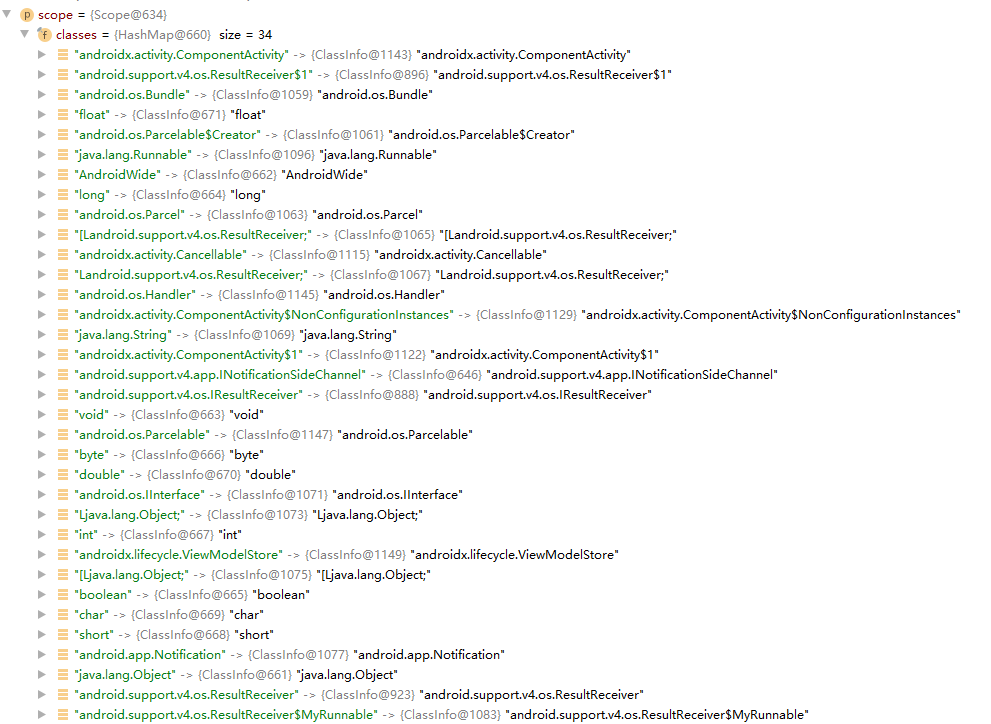 p scope = {Scope@634}
f classes = {HashMap@660} size = 34
"androidx.activity.ComponentActivity" -> {ClassInfo@1143} "androidx.activity.ComponentActivity"
"android.support.v4.os.ResultReceiver$1" -> {ClassInfo@896} "android.support.v4.os.ResultReceiver$1"
"android.os.Bundle" -> {ClassInfo@1059} "android.os.Bundle"
"float" -> {ClassInfo@671} "float"
"android.os.Parcelable$Creator" -> {ClassInfo@1061} "android.os.Parcelable$Creator"
"java.lang.Runnable" -> {ClassInfo@1096} "java.lang.Runnable"
"AndroidWide" -> {ClassInfo@662} "AndroidWide"
"long" -> {ClassInfo@664} "long"
"android.os.Parcel" -> {ClassInfo@1063} "android.os.Parcel"
"[Landroid.support.v4.os.ResultReceiver;" -> {ClassInfo@1065} "[Landroid.support.v4.os.ResultReceiver;"
"androidx.activity.Cancellable" -> {ClassInfo@1115} "androidx.activity.Cancellable"
"Landroid.support.v4.os.ResultReceiver;" -> {ClassInfo@1067} "Landroid.support.v4.os.ResultReceiver;"
"android.os.Handler" -> {ClassInfo@1145} "android.os.Handler"
"androidx.activity.ComponentActivity$NonConfigurationInstances" -> {ClassInfo@1129} "androidx.activity.ComponentActivity$NonConfigurationInstances"
"java.lang.String" -> {ClassInfo@1069} "java.lang.String"
"androidx.activity.ComponentActivity$1" -> {ClassInfo@1122} "androidx.activity.ComponentActivity$1"
"android.support.v4.app.INotificationSideChannel" -> {ClassInfo@646} "android.support.v4.app.INotificationSideChannel"
"android.support.v4.os.IResultReceiver" -> {ClassInfo@888} "android.support.v4.os.IResultReceiver"
"void" -> {ClassInfo@663} "void"
"android.os.Parcelable" -> {ClassInfo@1147} "android.os.Parcelable"
"byte" -> {ClassInfo@666} "byte"
"double" -> {ClassInfo@670} "double"
"android.os.IInterface" -> {ClassInfo@1071} "android.os.IInterface"
"Ljava.lang.Object;" -> {ClassInfo@1073} "Ljava.lang.Object;"
"int" -> {ClassInfo@667} "int"
"androidx.lifecycle.ViewModelStore" -> {ClassInfo@1149} "androidx.lifecycle.ViewModelStore"
"[Ljava.lang.Object;" -> {ClassInfo@1075} "[Ljava.lang.Object;"
"boolean" -> {ClassInfo@665} "boolean"
"char" -> {ClassInfo@669} "char"
"short" -> {ClassInfo@668} "short"
"android.app.Notification" -> {ClassInfo@1077} "android.app.Notification"
"java.lang.Object" -> {ClassInfo@661} "java.lang.Object"
"android.support.v4.os.ResultReceiver" -> {ClassInfo@923} "android.support.v4.os.ResultReceiver"
"android.support.v4.os.ResultReceiver$MyRunnable" -> {ClassInfo@1083} "android.support.v4.os.ResultReceiver$MyRunnable"